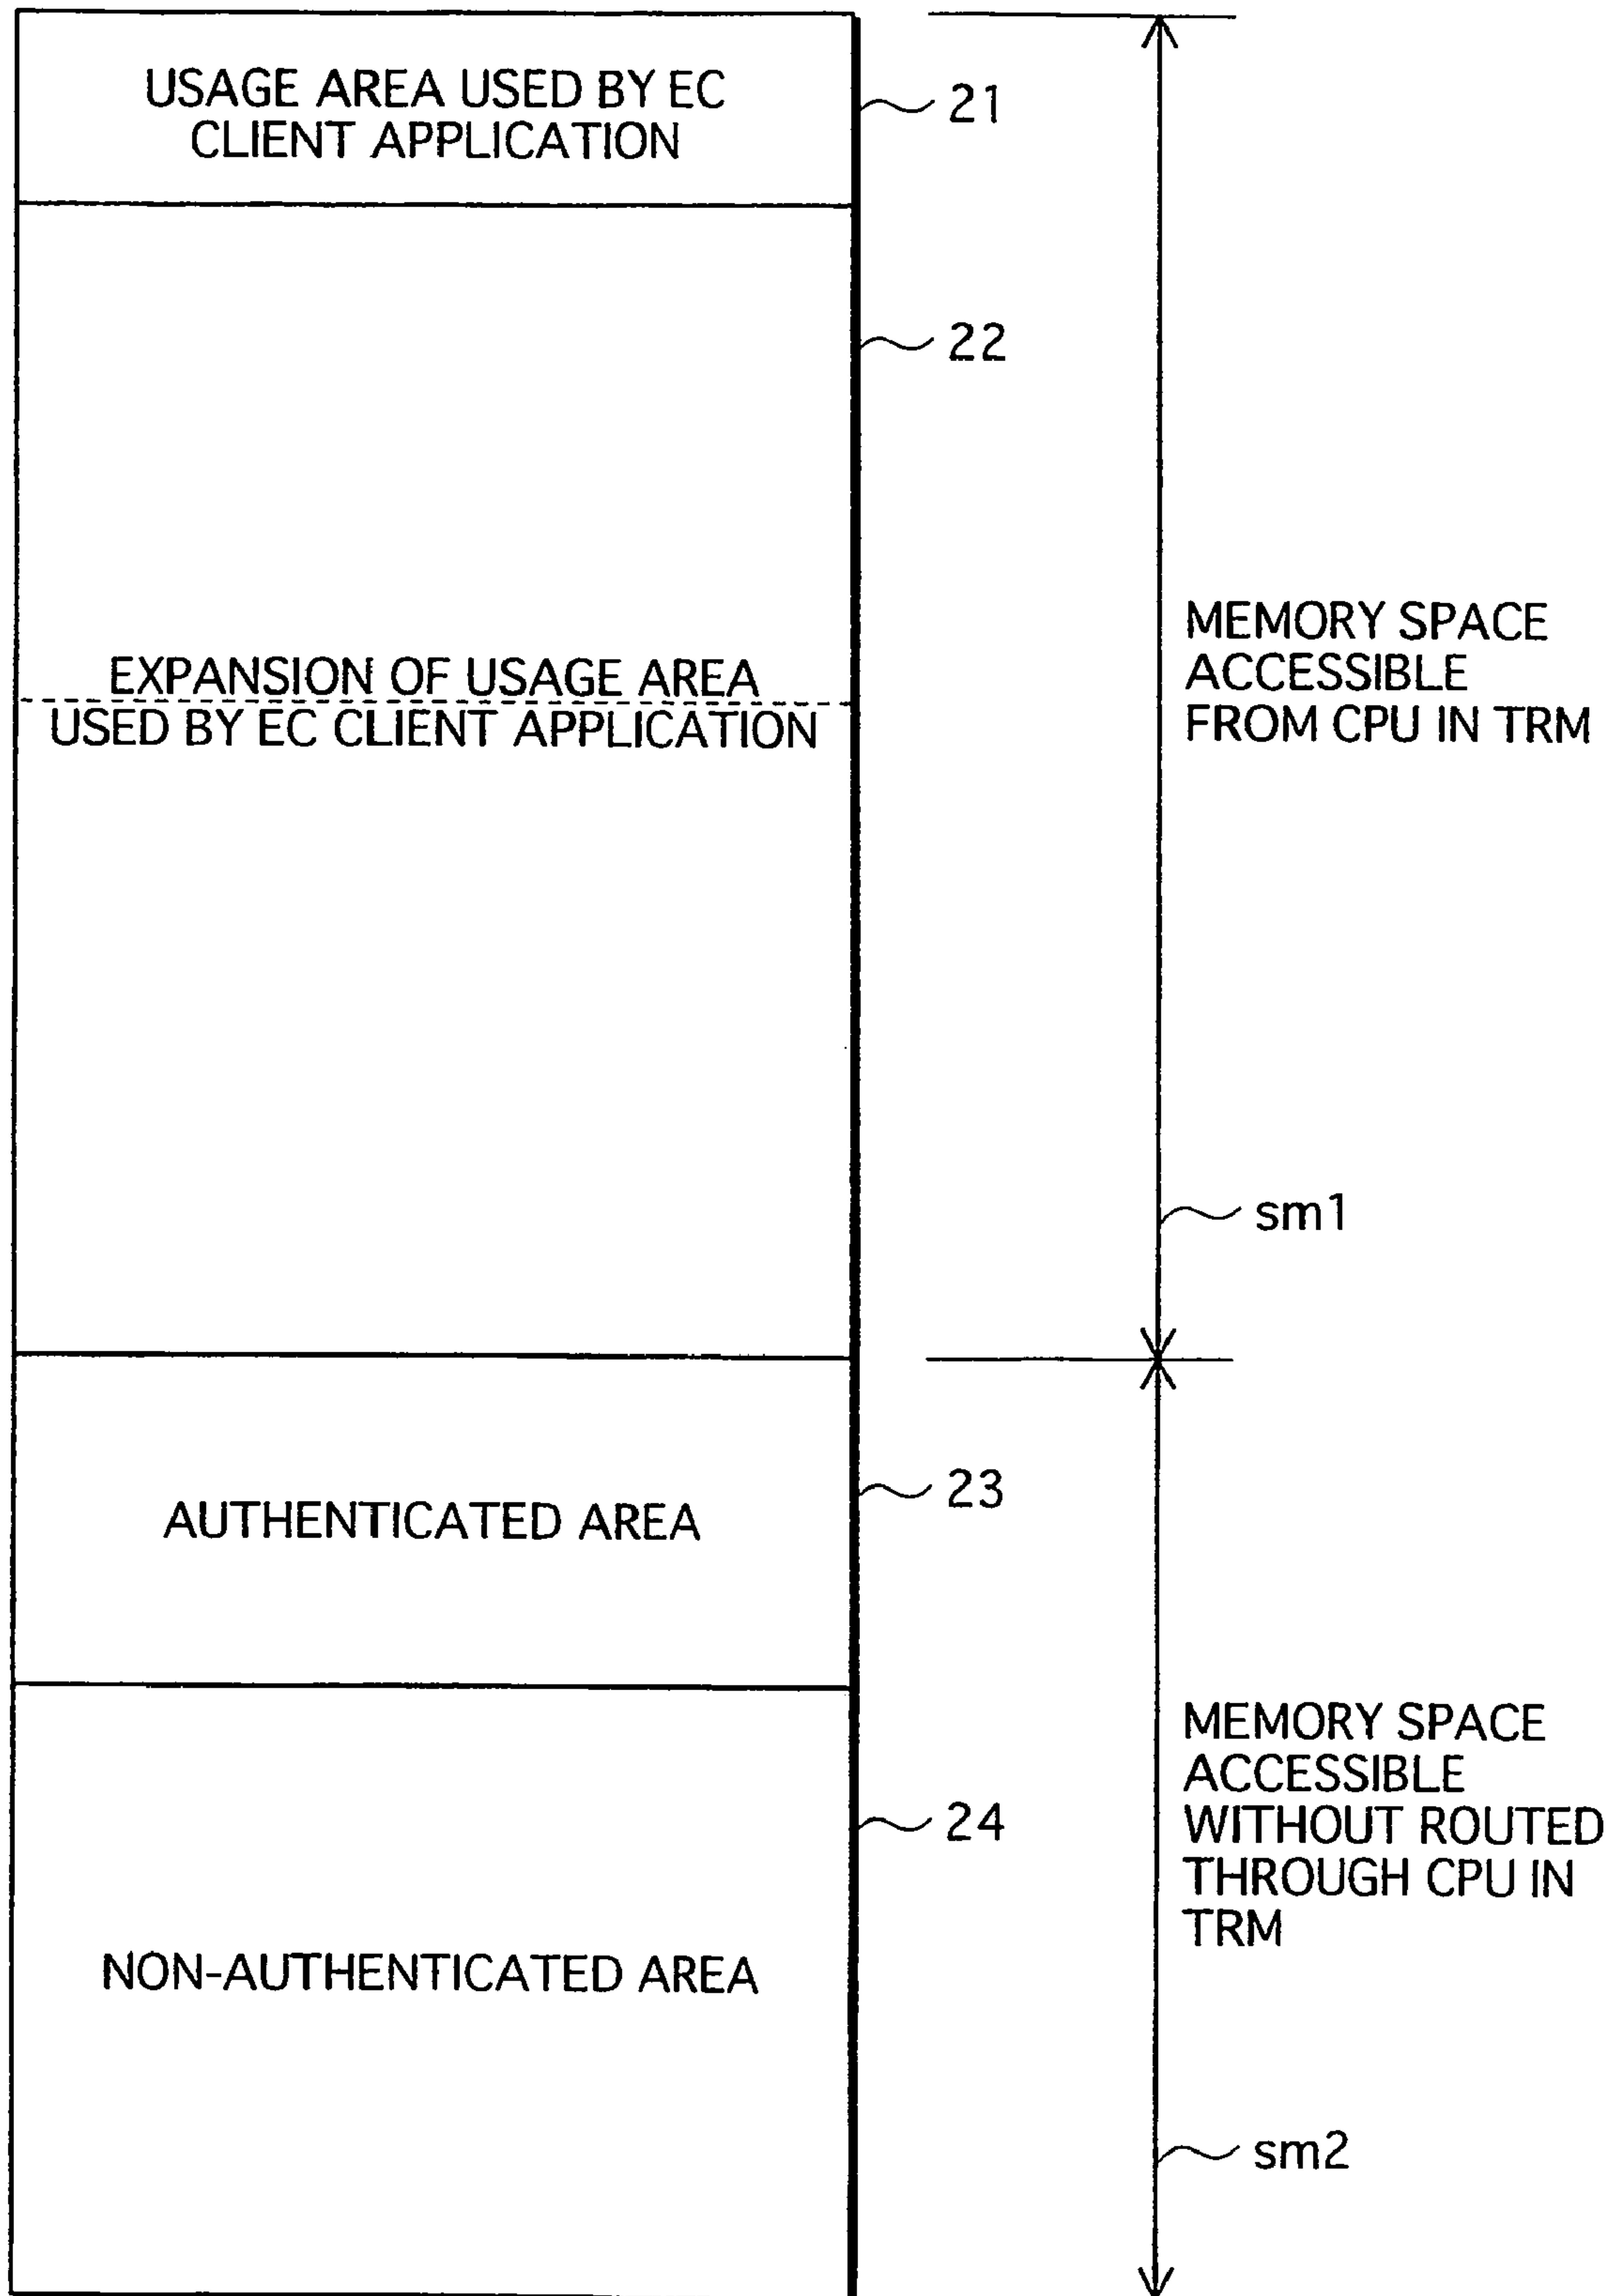 USAGE AREA USED BY EC
CLIENT APPLICATION
21
22
EXPANSION OF USAGE AREA
USED BY EC CLIENT APPLICATION
MEMORY SPACE
ACCESSIBLE
FROM CPU IN TRM
sm1
AUTHENTICATED AREA
23
NON-AUTHENTICATED AREA
24
MEMORY SPACE
ACCESSIBLE
WITHOUT ROUTED
THROUGH CPU IN
TRM
sm2